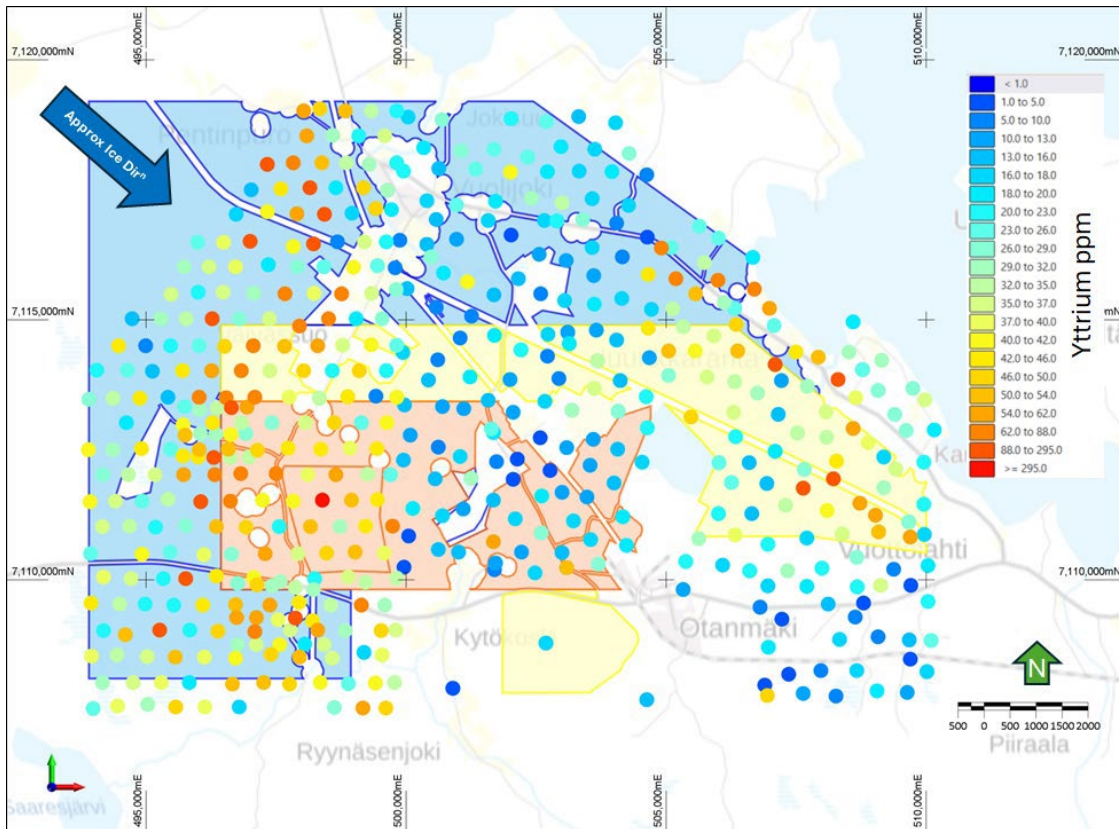 495,000mE
500,000mE
505,000mE
510,000mE
7,120,000mN
7,120,000mN
Approx Ice Dirⁿ
Pentinpuro
Vuolijoki
< 1.0
1.0 to 5.0
5.0 to 10.0
10.0 to 13.0
13.0 to 16.0
16.0 to 18.0
18.0 to 20.0
20.0 to 23.0
23.0 to 26.0
26.0 to 29.0
29.0 to 32.0
32.0 to 35.0
35.0 to 37.0
37.0 to 40.0
40.0 to 42.0
42.0 to 46.0
46.0 to 50.0
50.0 to 54.0
54.0 to 62.0
62.0 to 88.0
88.0 to 295.0
>= 295.0
Yttrium ppm
7,115,000mN
7,110,000mN
7,110,000mN
Vuottolahti
Otanmäki
Kytökoski
N
500 0 500 1000 1500 2000
Ryynäsenjoki
Piiraala
Saaresjärvi
495,000mE
500,000mE
505,000mE
510,000mE